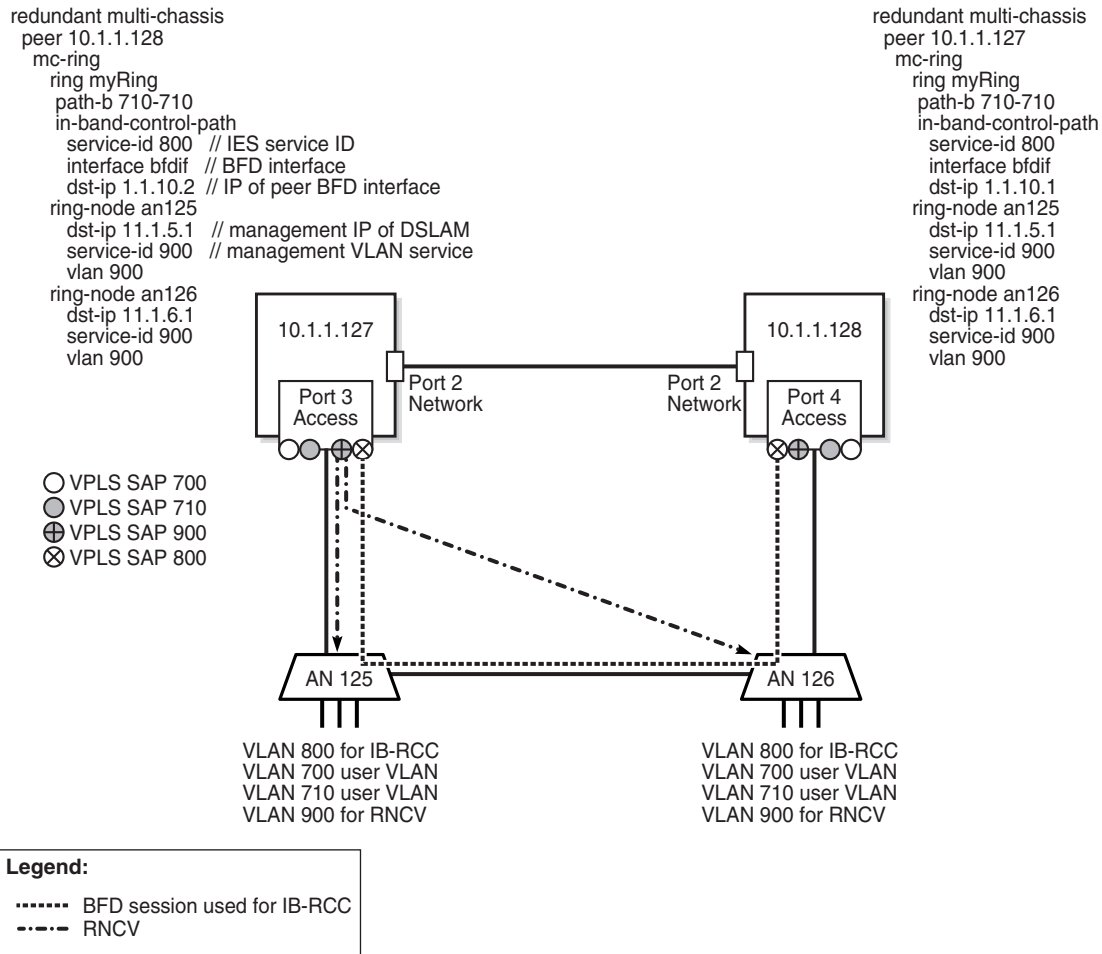 redundant multi-chassis
peer 10.1.1.128
mc-ring
ring myRing
path-b 710-710
in-band-control-path
service-id 800 // IES service ID
interface bfdif // BFD interface
dst-ip 1.1.10.2 // IP of peer BFD interface
ring-node an125
dst-ip 11.1.5.1 // management IP of DSLAM
service-id 900 // management VLAN service
vlan 900
ring-node an126
dst-ip 11.1.6.1
service-id 900
vlan 900
redundant multi-chassis
peer 10.1.1.127
mc-ring
ring myRing
path-b 710-710
in-band-control-path
service-id 800
interface bfdif
dst-ip 1.1.10.1
ring-node an125
dst-ip 11.1.5.1
service-id 900
vlan 900
ring-node an126
dst-ip 11.1.6.1
service-id 900
vlan 900
10.1.1.127
Port 3
Access
Port 2
Network
Port 2
Network
10.1.1.128
Port 4
Access
VPLS SAP 700
VPLS SAP 710
VPLS SAP 900
VPLS SAP 800
AN 125
AN 126
VLAN 800 for IB-RCC
VLAN 700 user VLAN
VLAN 710 user VLAN
VLAN 900 for RNCV
VLAN 800 for IB-RCC
VLAN 700 user VLAN
VLAN 710 user VLAN
VLAN 900 for RNCV
Legend:
BFD session used for IB-RCC
RNCV